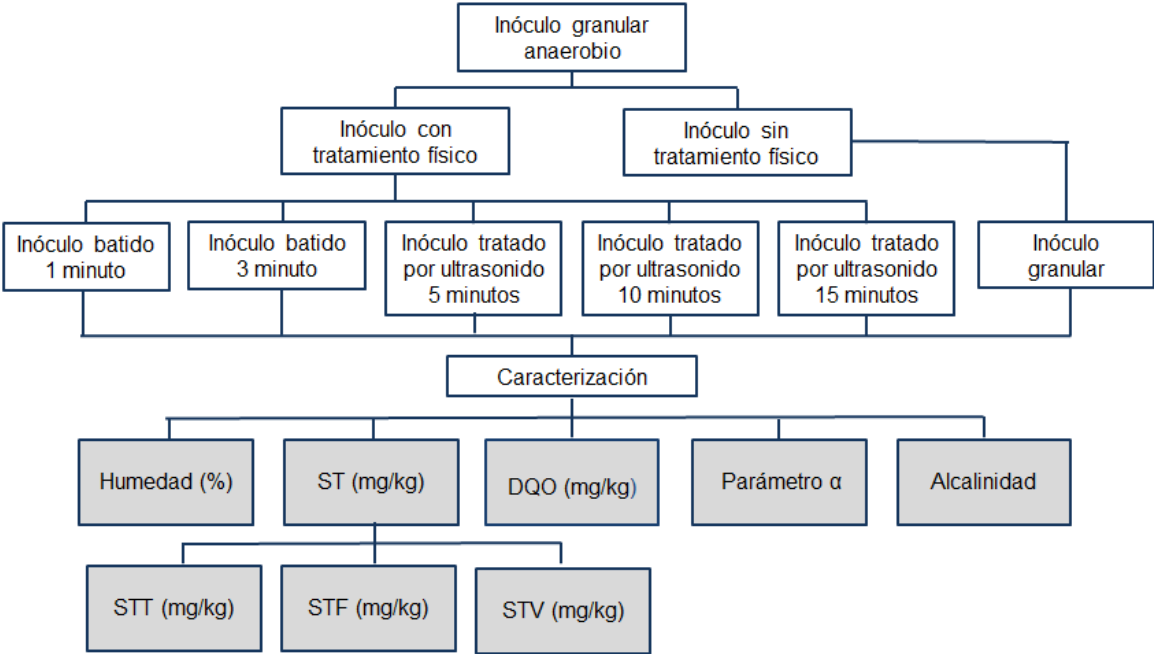 Inóculo granular
anaerobio
Inóculo con
tratamiento físico
Inóculo sin
tratamiento físico
Inóculo batido
1 minuto
Inóculo batido
3 minuto
Inóculo tratado
por ultrasonido
5 minutos
Inóculo tratado
por ultrasonido
10 minutos
Inóculo tratado
por ultrasonido
15 minutos
Inóculo
granular
Caracterización
Humedad (%)
ST (mg/kg)
DQO (mg/kg)
Parámetro α
Alcalinidad
STT (mg/kg)
STF (mg/kg)
STV (mg/kg)